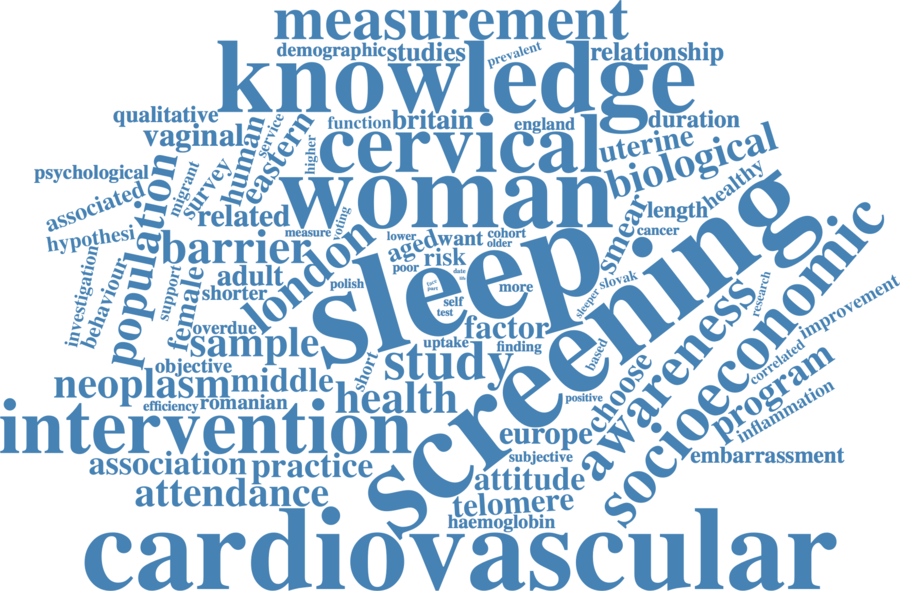 measurement
demographic studies prevalent relationship
knowledge
qualitative vaginal human service eastern higher function britain england duration
cervical uterine biological
psychological associated hypothesi population migrant survey related woman
measure voting lower aged want cohort older smear length healthy cancer
barrier london sleep risk screening socioeconomic
investigation behaviour support female adult shorter polish poor date life more sleeper slovak
self test
overdue sample uptake factor finding based awareness research improvement
objective short study correlated
neoplasm middle health positive choose program inflammation
efficiency romanian
intervention europe embarrassment
association practice subjective
attendance attitude telomere
haemoglobin
cardiovascular